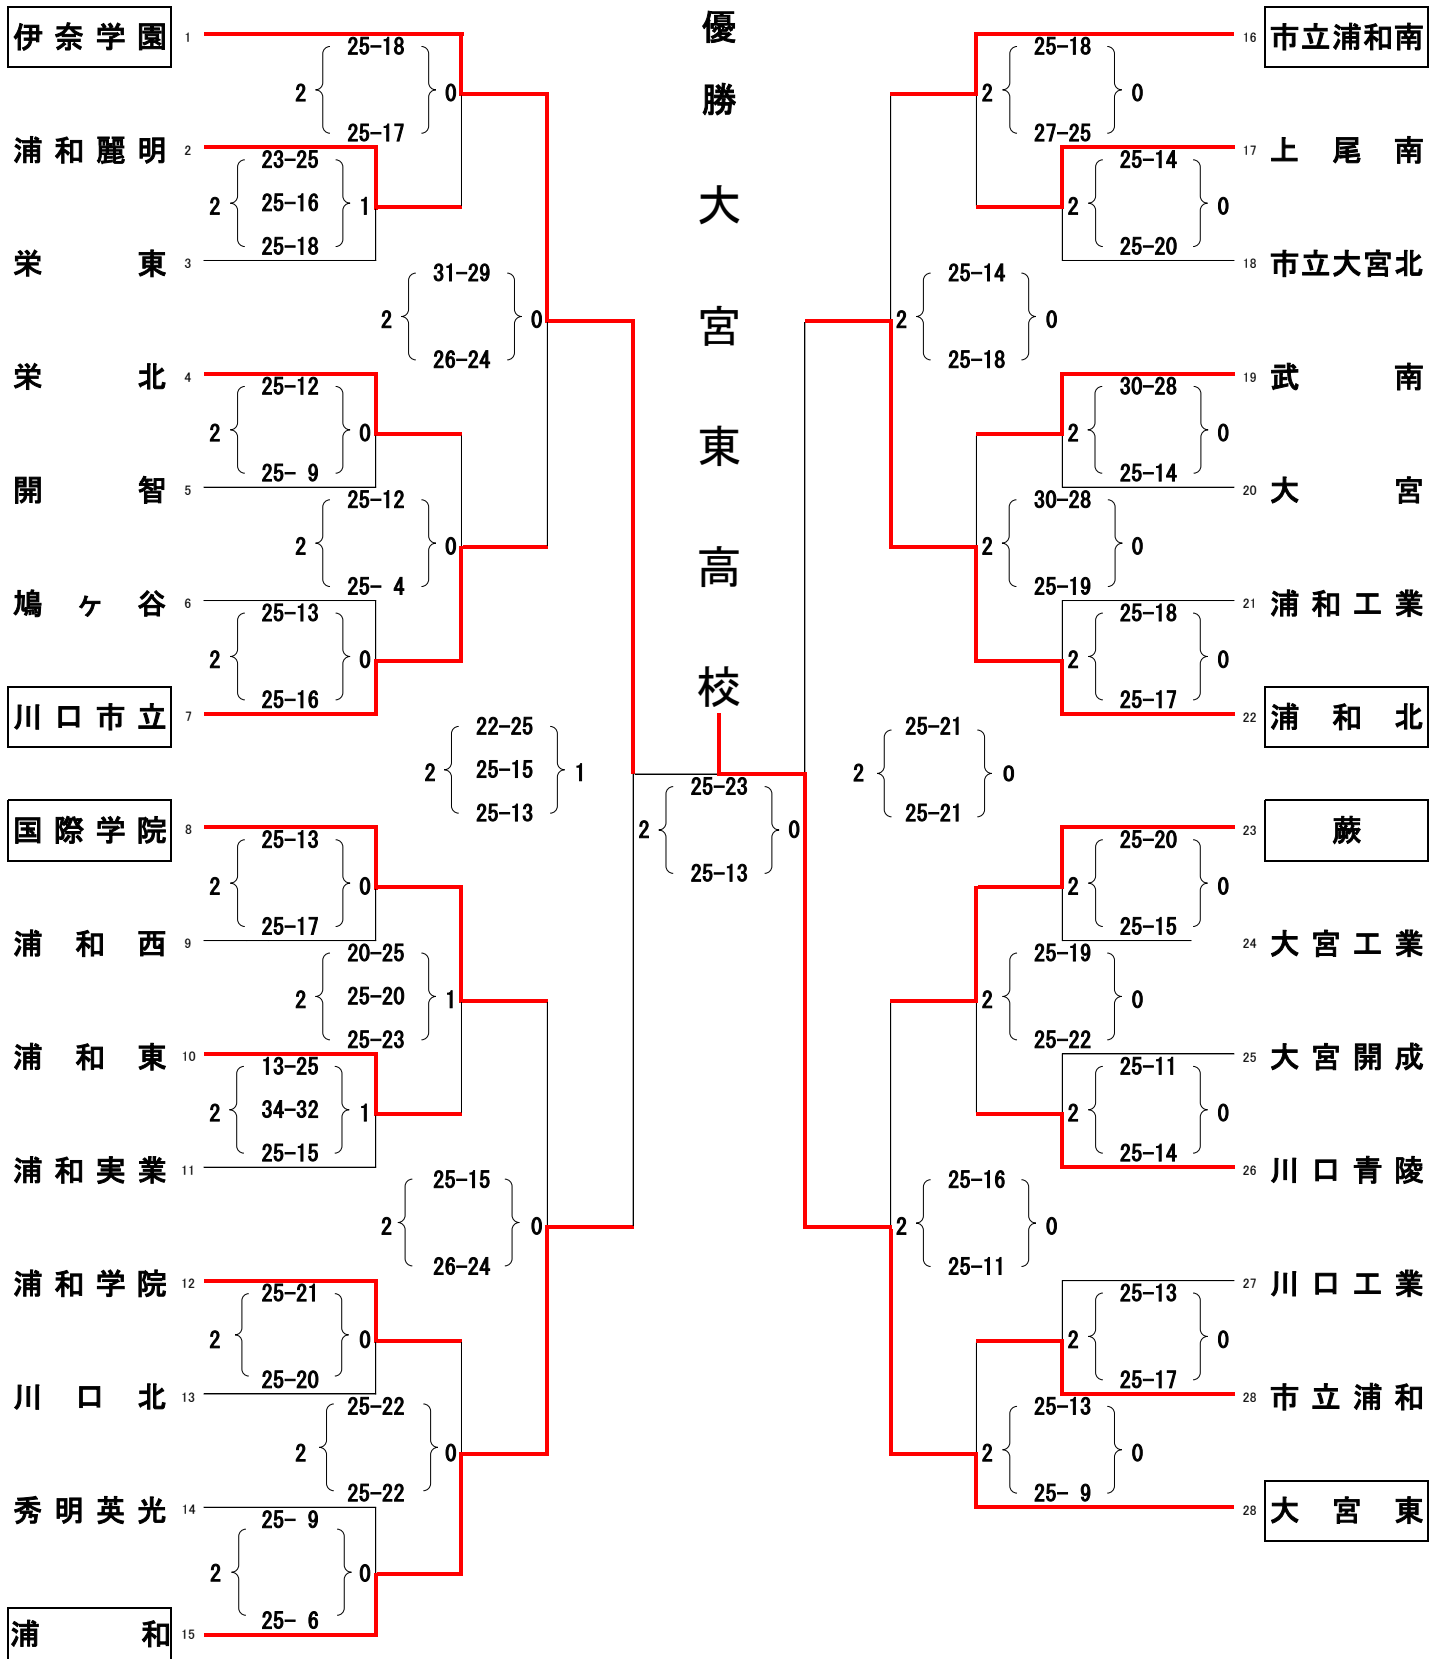 優勝 大宮東高校
伊奈学園 1
25-18
2 0
25-17
浦和麗明 2
23-25
2 25-16 1
25-18
栄東 3
31-29
2 0
26-24
栄北 4
25-12
2 0
25- 9
開智 5
25-12
2 0
25- 4
鳩ヶ谷 6
25-13
2 0
25-16
川口市立 7
22-25
2 25-15 1
25-13
国際学院 8
25-13
2 0
25-17
浦和西 9
20-25
2 25-20 1
25-23
浦和東 10
13-25
2 34-32 1
25-15
浦和実業 11
25-15
2 0
26-24
浦和学院 12
25-21
2 0
25-20
川口北 13
25-22
2 0
25-22
秀明英光 14
25- 9
2 0
25- 6
浦和 15
25-23
2 0
25-13
16 市立浦和南
25-18
2 0
27-25
17 上尾南
25-14
2 0
25-20
18 市立大宮北
25-14
2 0
25-18
19 武南
30-28
2 0
25-14
20 大宮
30-28
2 0
25-19
21 浦和工業
25-18
2 0
25-17
22 浦和北
25-21
2 0
25-21
23 蕨
25-20
2 0
25-15
24 大宮工業
25-19
2 0
25-22
25 大宮開成
25-11
2 0
25-14
26 川口青陵
25-16
2 0
25-11
27 川口工業
25-13
2 0
25-17
28 市立浦和
25-13
2 0
25- 9
28 大宮東